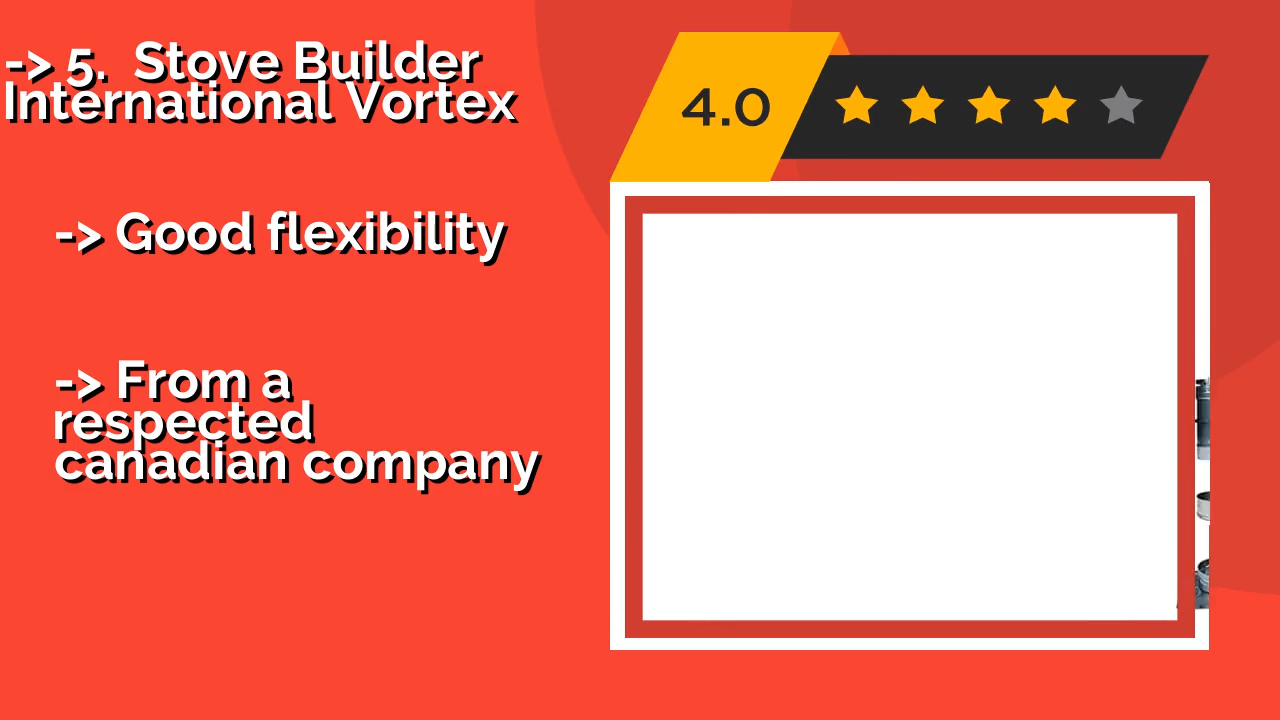 -> 5. Stove Builder
International Vortex
4.0
-> Good flexibility
-> From a
respected
canadian company